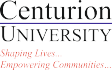 Centurion
UNIVERSITY
Shaping Lives...
Empowering Communities...